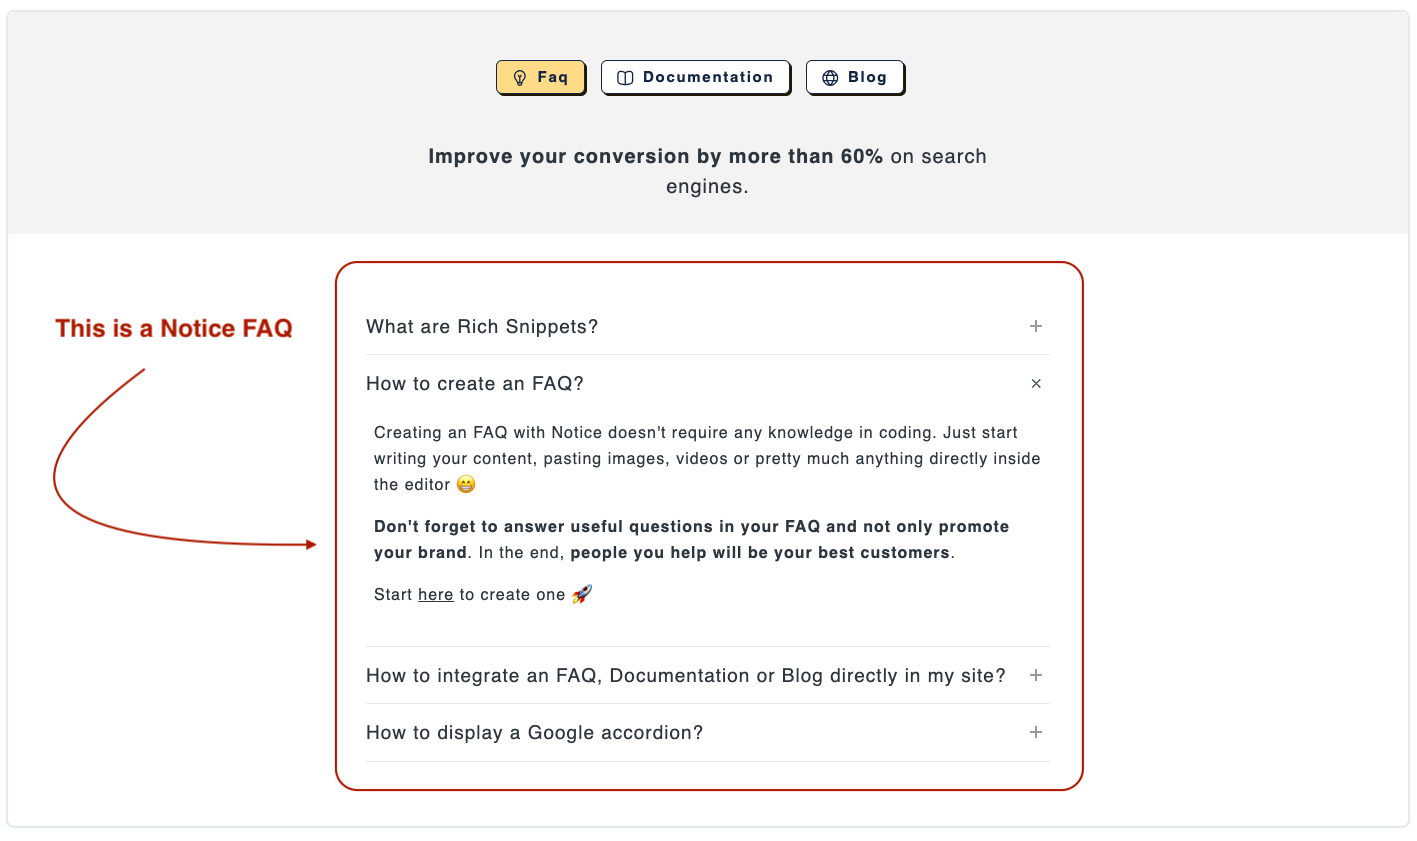 Faq Documentation Blog
Improve your conversion by more than 60% on search
engines.
This is a Notice FAQ
What are Rich Snippets?
How to create an FAQ?
Creating an FAQ with Notice doesn't require any knowledge in coding. Just start
writing your content, pasting images, videos or pretty much anything directly inside
the editor 😁
Don't forget to answer useful questions in your FAQ and not only promote
your brand. In the end, people you help will be your best customers.
Start here to create one 🚀
How to integrate an FAQ, Documentation or Blog directly in my site?
How to display a Google accordion?